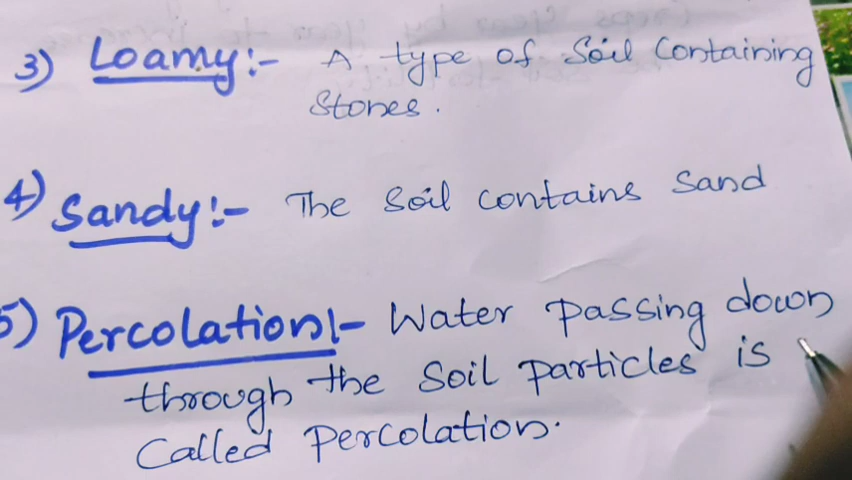 3) Loamy:- A type of Soil Containing
Stones.
4) Sandy:- The Soil contains Sand
5) Percolation:- Water passing down
through the Soil particles is
Called percolation.